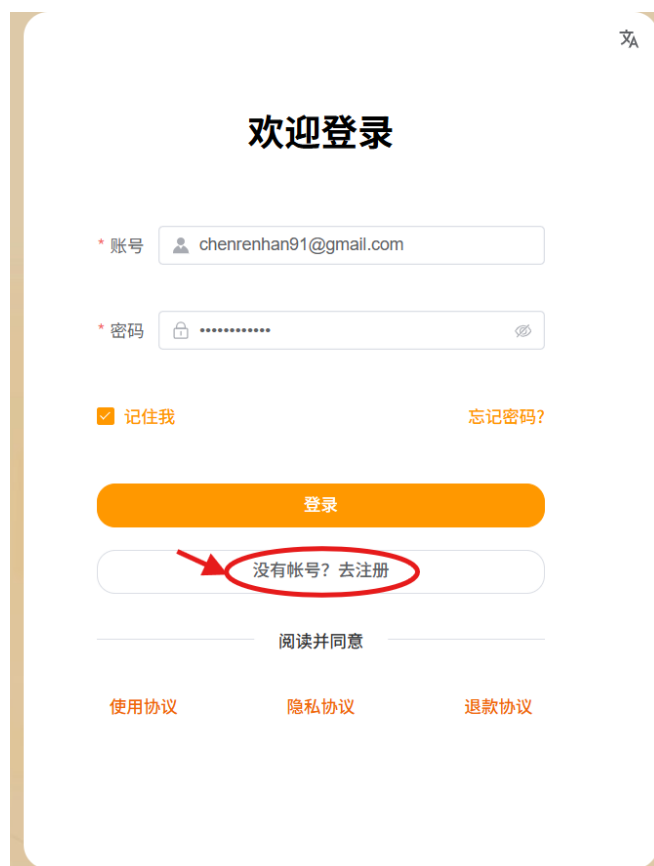 欢迎登录
* 账号 chenrenhan91@gmail.com
* 密码 ••••••••••••
记住我 忘记密码?
登录
没有帐号？去注册
阅读并同意
使用协议 隐私协议 退款协议